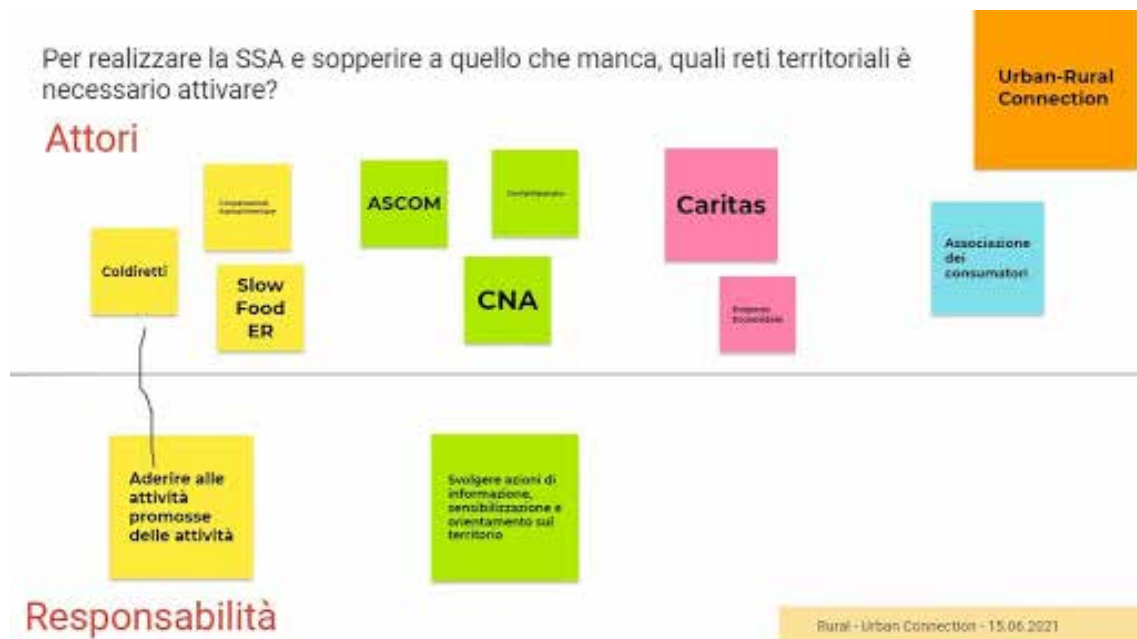 Per realizzare la SSA e sopperire a quello che manca, quali reti territoriali è
necessario attivare?
Urban-Rural
Connection
Attori
ASCOM
Caritas
Coldiretti
Slow
Food
ER
CNA
Associazione
dei
consumatori
Aderire alle
attività
promosse
delle attività
Svolgere azioni di
informazione,
sensibilizzazione e
orientamento sul
territorio
Responsabilità
Rural - Urban Connection - 15.06.2021